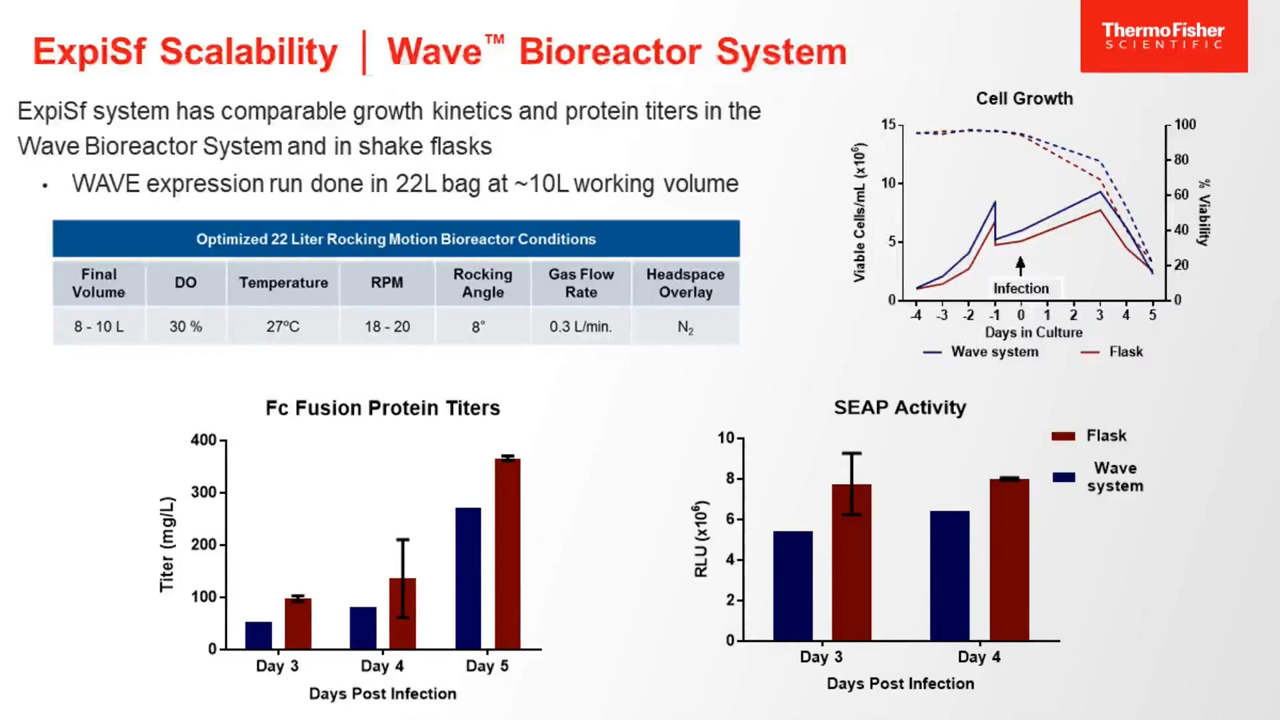 ExpiSf Scalability | Wave™ Bioreactor System
ThermoFisher
SCIENTIFIC
ExpiSf system has comparable growth kinetics and protein titers in the
Wave Bioreactor System and in shake flasks
• WAVE expression run done in 22L bag at ~10L working volume
Optimized 22 Liter Rocking Motion Bioreactor Conditions
Final Volume DO Temperature RPM Rocking Angle Gas Flow Rate Headspace Overlay
8 - 10 L 30 % 27ºC 18 - 20 8° 0.3 L/min. N2
Cell Growth
Viable Cells/mL (x10⁶)
15
10
5
0
100
80
60
40
20
0
% Viability
Infection
-4 -3 -2 -1 0 1 2 3 4 5
Days in Culture
Wave system Flask
Fc Fusion Protein Titers
Titer (mg/L)
400
300
200
100
0
Day 3 Day 4 Day 5
Days Post Infection
SEAP Activity
RLU (x10⁶)
10
8
6
4
2
0
Day 3 Day 4
Days Post Infection
Flask
Wave
system